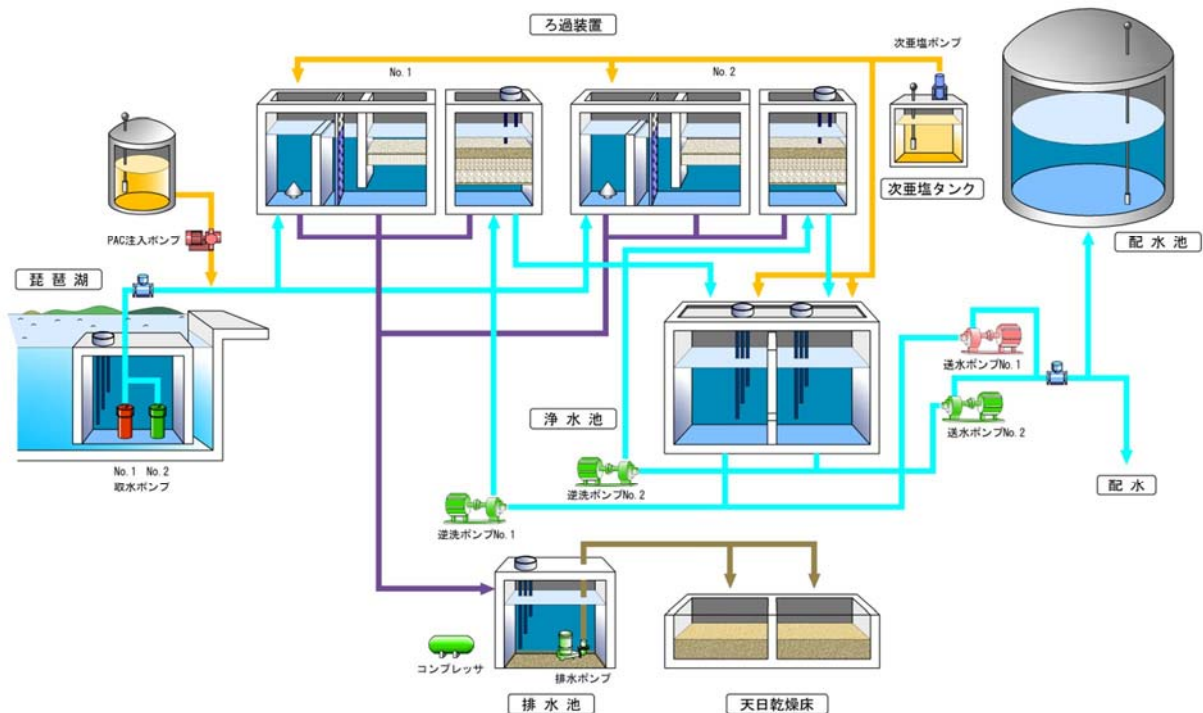 ろ過装置
次亜塩ポンプ
No.1
No.2
次亜塩タンク
PAC注入ポンプ
配水池
琵琶湖
送水ポンプNo.1
浄水池
送水ポンプNo.2
No.1 No.2
取水ポンプ
逆洗ポンプNo.2
配水
逆洗ポンプNo.1
コンプレッサ
排水ポンプ
排水池
天日乾燥床